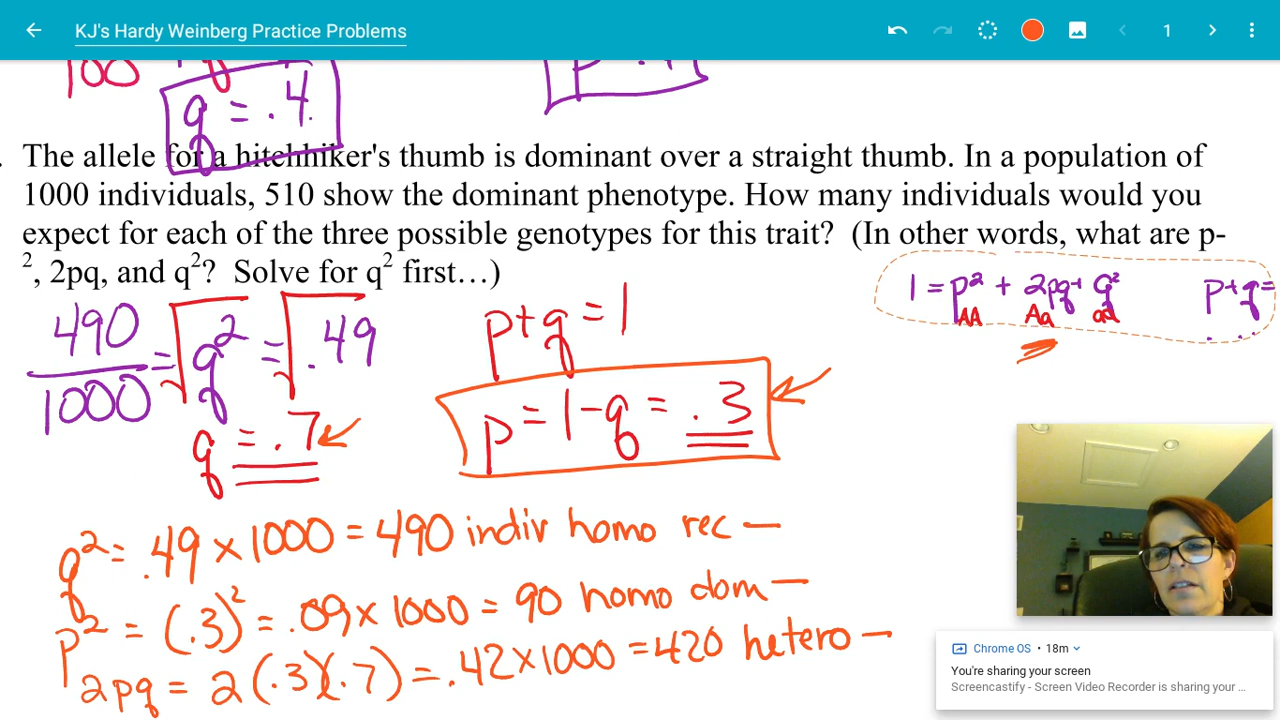 KJ's Hardy Weinberg Practice Problems
1
100
q = .4
. The allele for a hitchhiker's thumb is dominant over a straight thumb. In a population of
1000 individuals, 510 show the dominant phenotype. How many individuals would you
expect for each of the three possible genotypes for this trait? (In other words, what are p-
², 2pq, and q²? Solve for q² first…)
1 = p² + 2pq + q² p+q=
AA Aa aa
490/1000 = √q² = √.49
q = .7
p+q = 1
p = 1-q = .3
q² = .49 x 1000 = 490 indiv homo rec —
p² = (.3)² = .09 x 1000 = 90 homo dom —
2pq = 2(.3)(.7) = .42 x 1000 = 420 hetero —
Chrome OS • 18m
You're sharing your screen
Screencastify - Screen Video Recorder is sharing your ...